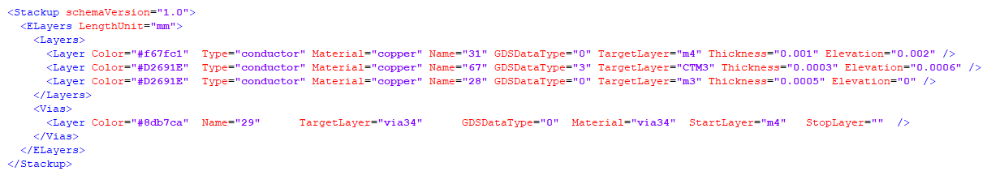 <Stackup schemaVersion="1.0">
<ELayers LengthUnit="mm">
<Layers>
<Layer Color="#f67fc1" Type="conductor" Material="copper" Name="31" GDSDataType="0" TargetLayer="m4" Thickness="0.001" Elevation="0.002" />
<Layer Color="#D2691E" Type="conductor" Material="copper" Name="67" GDSDataType="3" TargetLayer="CTM3" Thickness="0.0003" Elevation="0.0006" />
<Layer Color="#D2691E" Type="conductor" Material="copper" Name="28" GDSDataType="0" TargetLayer="m3" Thickness="0.0005" Elevation="0" />
</Layers>
<Vias>
<Layer Color="#8db7ca" Name="29" TargetLayer="via34" GDSDataType="0" Material="via34" StartLayer="m4" StopLayer="" />
</Vias>
</ELayers>
</Stackup>